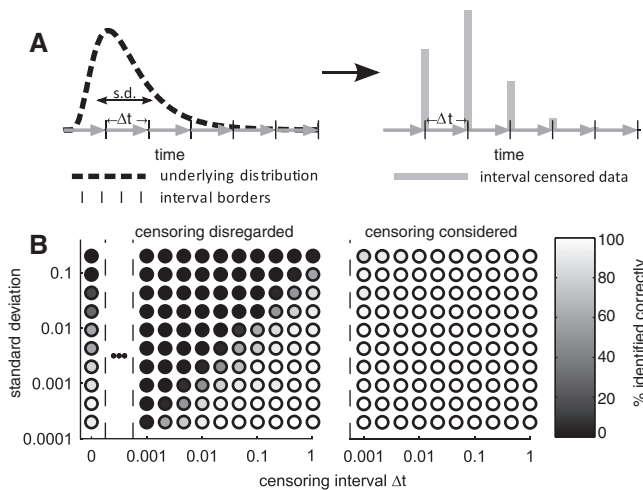 A
s.d.
Δt
time
underlying distribution
interval borders
Δt
time
interval censored data
B
censoring disregarded
censoring considered
standard deviation
0.1
0.01
0.001
0.0001
0
0.001
0.01
0.1
1
0.001
0.01
0.1
1
censoring interval Δt
100
80
60
40
20
0
% identified correctly